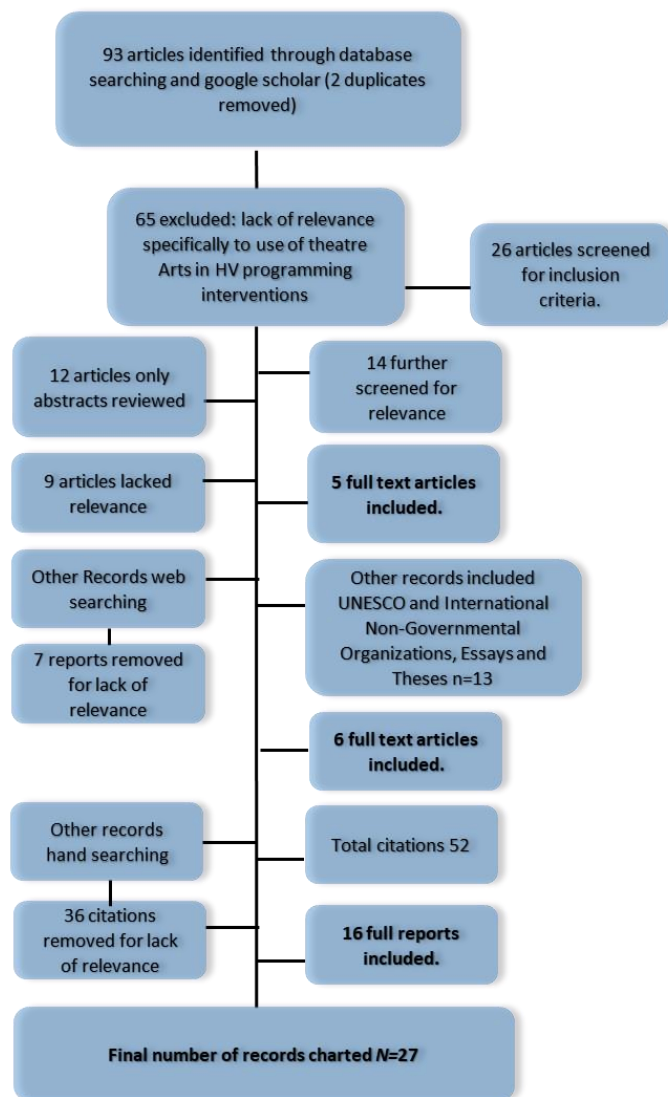 93 articles identified through database
searching and google scholar (2 duplicates
removed)
65 excluded: lack of relevance
specifically to use of theatre
Arts in HV programming
interventions
26 articles screened
for inclusion
criteria.
12 articles only
abstracts reviewed
14 further
screened for
relevance
9 articles lacked
relevance
5 full text articles
included.
Other Records web
searching
7 reports removed
for lack of
relevance
Other records included
UNESCO and International
Non-Governmental
Organizations, Essays and
Theses n=13
6 full text articles
included.
Other records
hand searching
Total citations 52
36 citations
removed for lack
of relevance
16 full reports
included.
Final number of records charted N=27